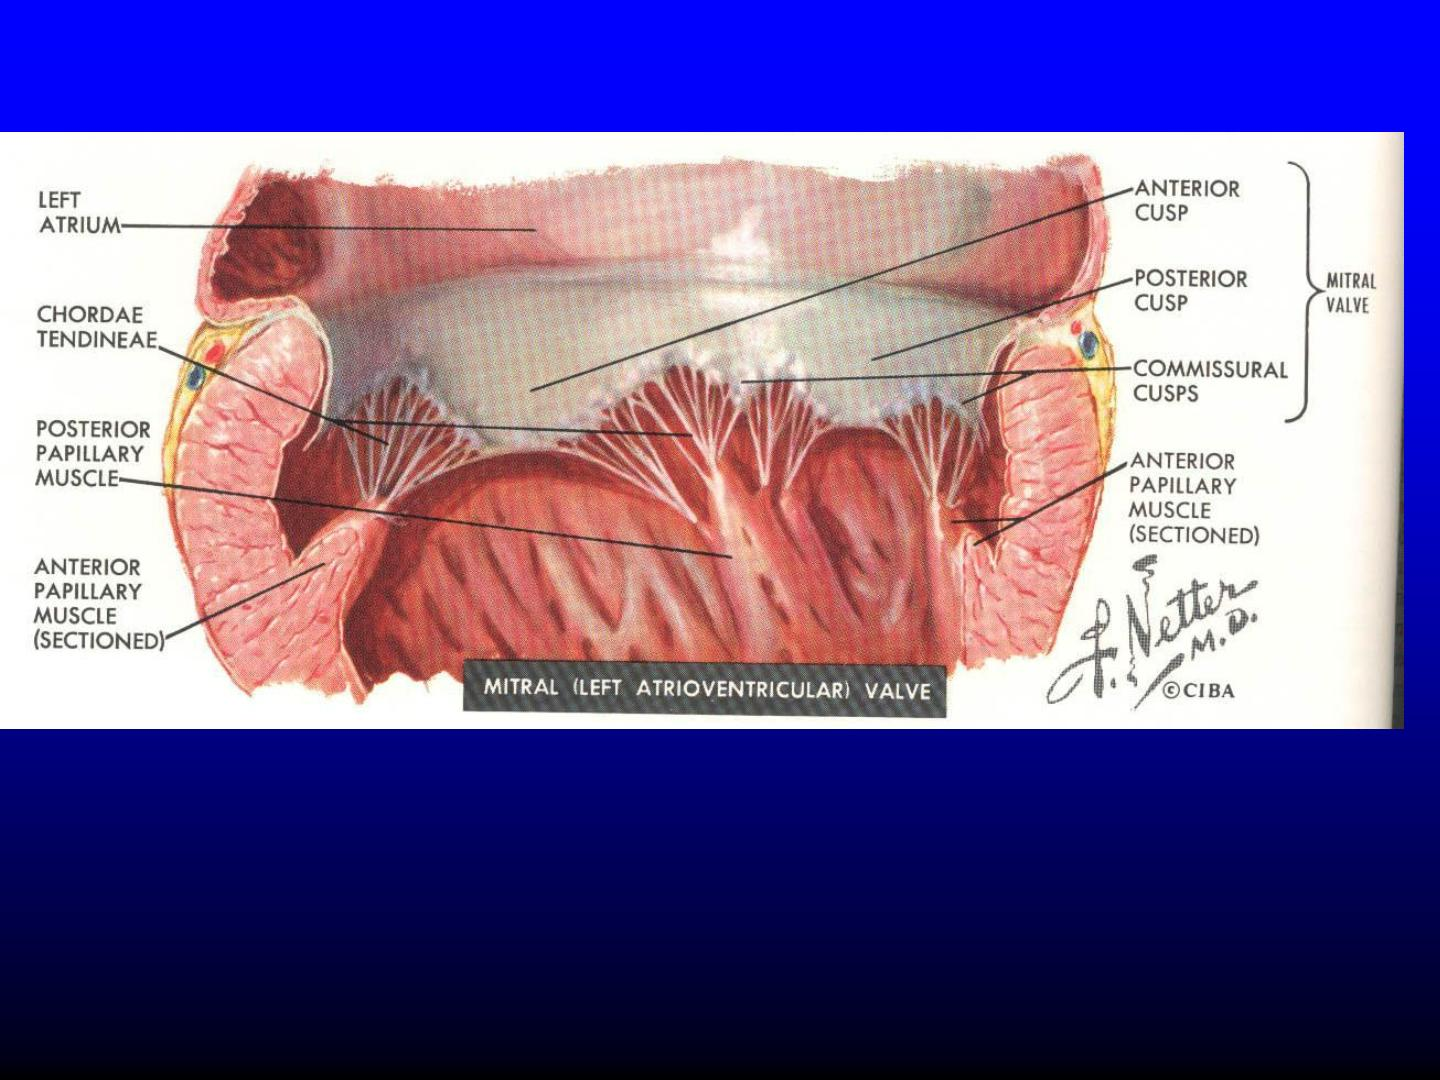 LEFT
ATRIUM
CHORDAE
TENDINEAE
POSTERIOR
PAPILLARY
MUSCLE
ANTERIOR
PAPILLARY
MUSCLE
(SECTIONED)
ANTERIOR
CUSP
POSTERIOR
CUSP
COMMISSURAL
CUSPS
MITRAL
VALVE
ANTERIOR
PAPILLARY
MUSCLE
(SECTIONED)
F. Netter
M.D.
©CIBA
MITRAL (LEFT ATRIOVENTRICULAR) VALVE